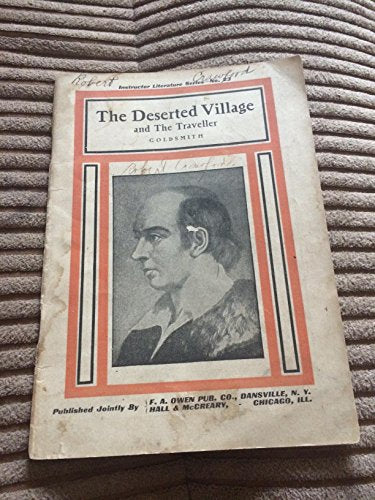 Robert Crawford
Instructor Literature Series—No. 
The Deserted Village
and The Traveller
GOLDSMITH
Robert Crawford
Published Jointly By F. A. OWEN PUB. CO., DANSVILLE, N. Y.
HALL & McCREARY, - CHICAGO, ILL.